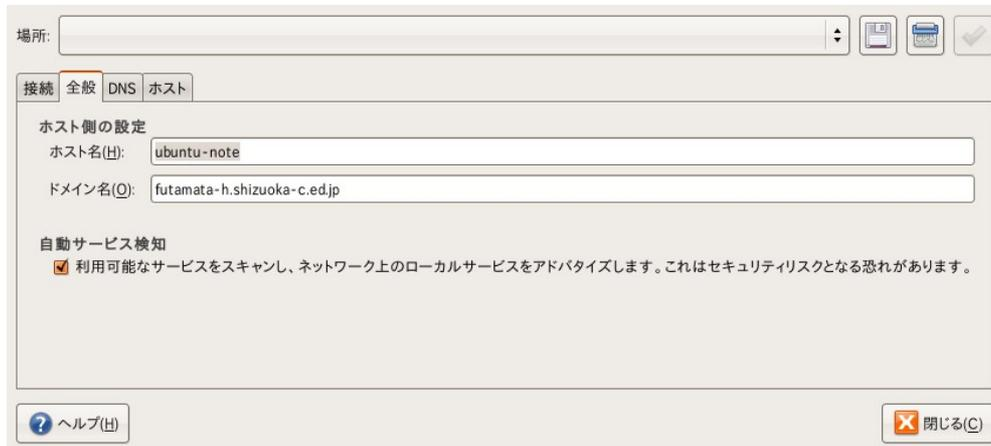 場所:
接続 全般 DNS ホスト
ホスト側の設定
ホスト名(H): ubuntu-note
ドメイン名(O): futamata-h.shizuoka-c.ed.jp
自動サービス検知
利用可能なサービスをスキャンし、ネットワーク上のローカルサービスをアドバタイズします。これはセキュリティリスクとなる恐れがあります。
ヘルプ(H) 閉じる(C)